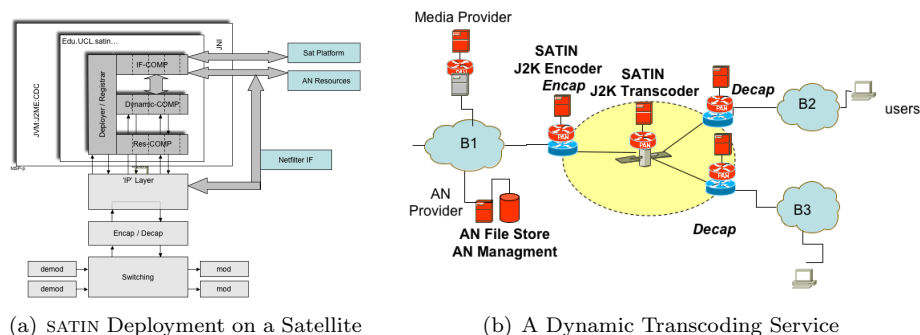 Edu.UCL.satin...
JNI
JVM:J2ME:CDC
Deployer / Registrar
IF-COMP
Dynamic-COMP
Res-COMP
Sat Platform
AN Resources
Netfilter IF
'IP' Layer
Encap / Decap
Switching
demod
demod
mod
mod
(a) SATIN Deployment on a Satellite
Media Provider
SATIN
J2K Encoder
Encap
SATIN
J2K Transcoder
Decap
B1
B2
users
AN
Provider
AN File Store
AN Managment
Decap
B3
(b) A Dynamic Transcoding Service